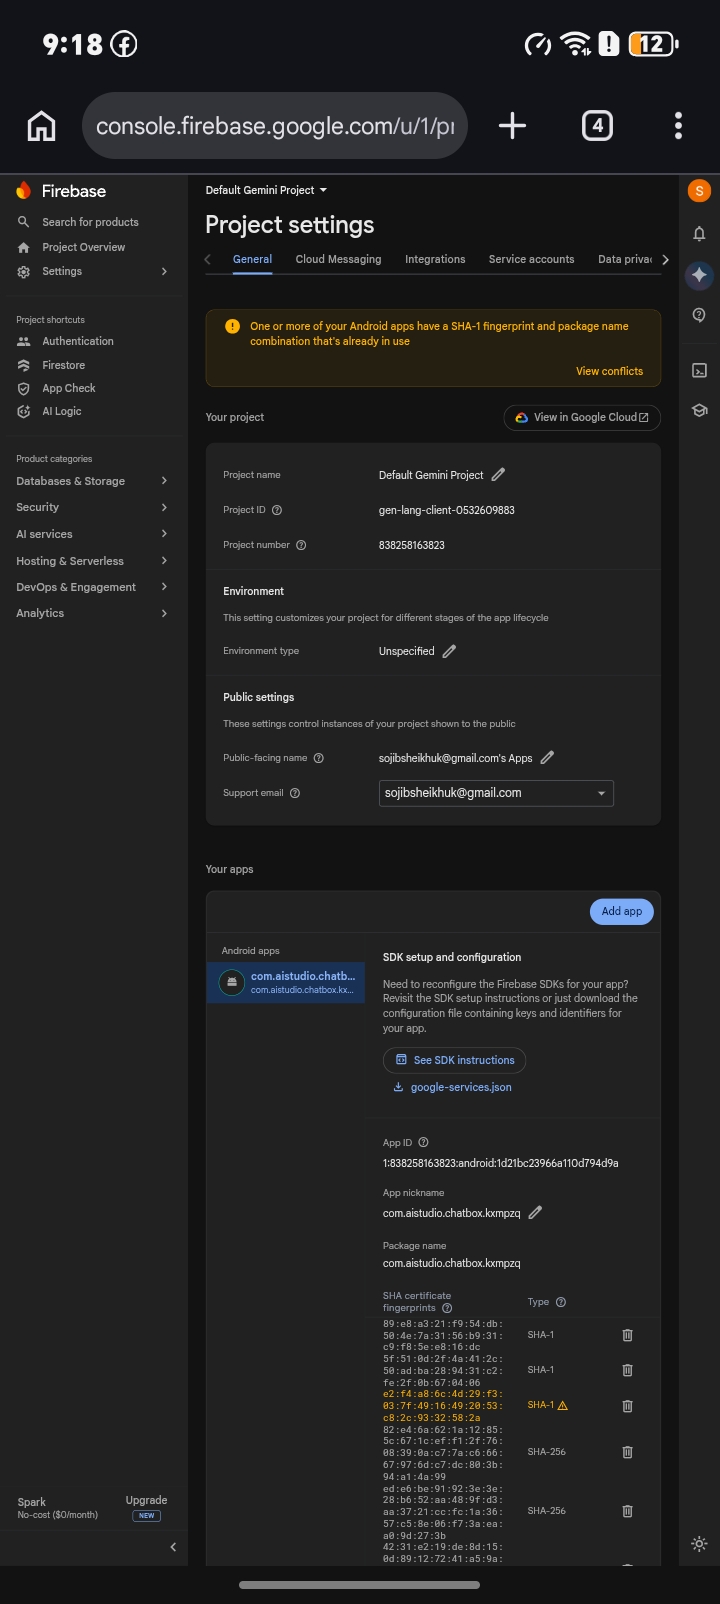 9:18
12
console.firebase.google.com/u/1/pr
4
Firebase
Search for products
Project Overview
Settings
Project shortcuts
Authentication
Firestore
App Check
AI Logic
Product categories
Databases & Storage
Security
AI services
Hosting & Serverless
DevOps & Engagement
Analytics
Spark
No-cost ($0/month)
Upgrade
NEW
Default Gemini Project
S
Project settings
General
Cloud Messaging
Integrations
Service accounts
Data privac
One or more of your Android apps have a SHA-1 fingerprint and package name
combination that's already in use
View conflicts
Your project
View in Google Cloud
Project name
Default Gemini Project
Project ID
gen-lang-client-0532609883
Project number
838258163823
Environment
This setting customizes your project for different stages of the app lifecycle
Environment type
Unspecified
Public settings
These settings control instances of your project shown to the public
Public-facing name
sojibsheikhuk@gmail.com's Apps
Support email
sojibsheikhuk@gmail.com
Your apps
Add app
Android apps
com.aistudio.chatb...
com.aistudio.chatbox.kx...
SDK setup and configuration
Need to reconfigure the Firebase SDKs for your app?
Revisit the SDK setup instructions or just download the
configuration file containing keys and identifiers for
your app.
See SDK instructions
google-services.json
App ID
1:838258163823:android:1d21bc23966a110d794d9a
App nickname
com.aistudio.chatbox.kxmpzq
Package name
com.aistudio.chatbox.kxmpzq
SHA certificate
fingerprints
Type
89:e8:a3:21:f9:54:db:
50:4e:7a:31:56:b9:31:
c9:f8:5e:e8:16:dc
SHA-1
5f:51:0d:2f:4a:41:2c:
50:ad:ba:28:94:31:c2:
fe:2f:0b:67:04:06
SHA-1
e2:f4:a8:6c:4d:29:f3:
03:7f:49:16:49:20:53:
c8:2c:93:32:58:2a
SHA-1
82:e4:6a:62:1a:12:85:
5c:67:1c:ef:f1:2f:76:
08:39:0a:c7:7a:c6:66:
67:97:6d:c7:dc:80:3b:
94:a1:4a:99
SHA-256
ed:e6:be:91:92:3e:3e:
28:b6:52:aa:48:9f:d3:
aa:37:21:cc:fc:1a:36:
57:c5:8e:06:f7:3a:ea:
a0:9d:27:3b
SHA-256
42:31:e2:19:de:8d:15:
0d:89:12:72:41:a5:9a: